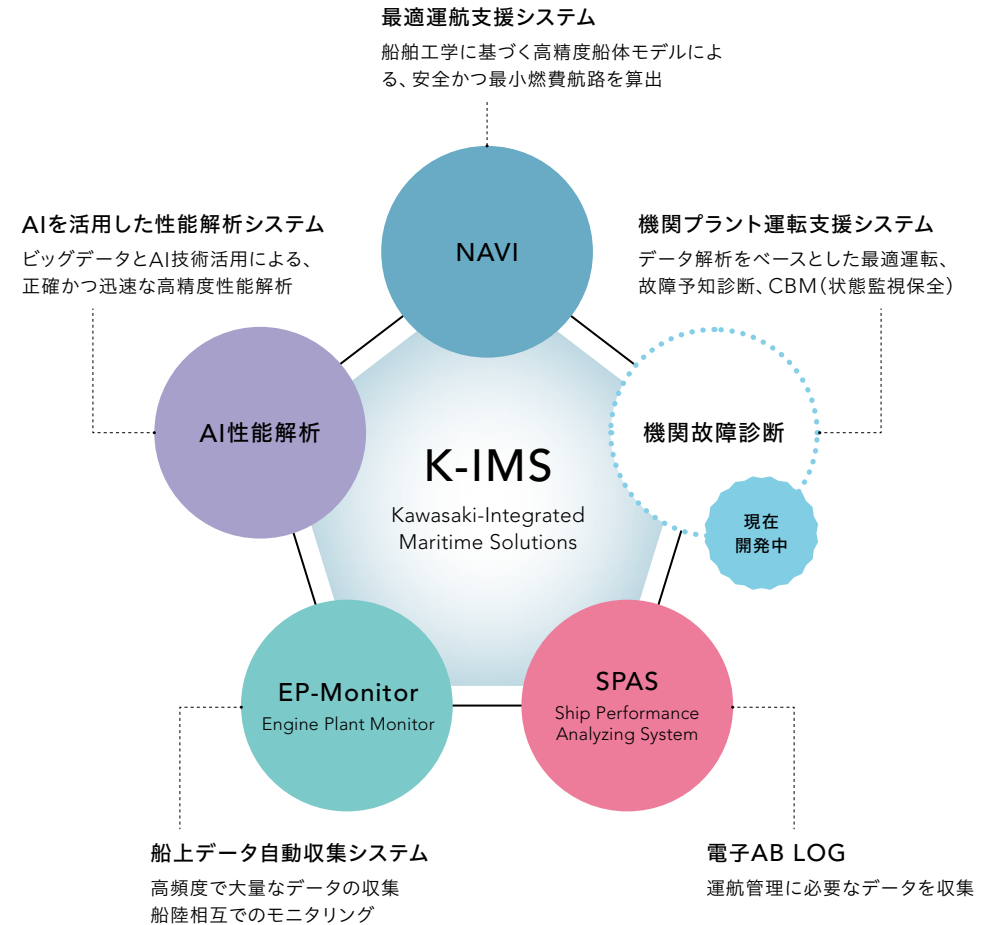 最適運航支援システム
船舶工学に基づく高精度船体モデルによ
る、安全かつ最小燃費航路を算出
NAVI
AIを活用した性能解析システム
ビッグデータとAI技術活用による、
正確かつ迅速な高精度性能解析
機関プラント運転支援システム
データ解析をベースとした最適運転、
故障予知診断、CBM（状態監視保全）
AI性能解析
機関故障診断
現在
開発中
K-IMS
Kawasaki-Integrated
Maritime Solutions
EP-Monitor
Engine Plant Monitor
SPAS
Ship Performance
Analyzing System
船上データ自動収集システム
高頻度で大量なデータの収集
船陸相互でのモニタリング
電子AB LOG
運航管理に必要なデータを収集